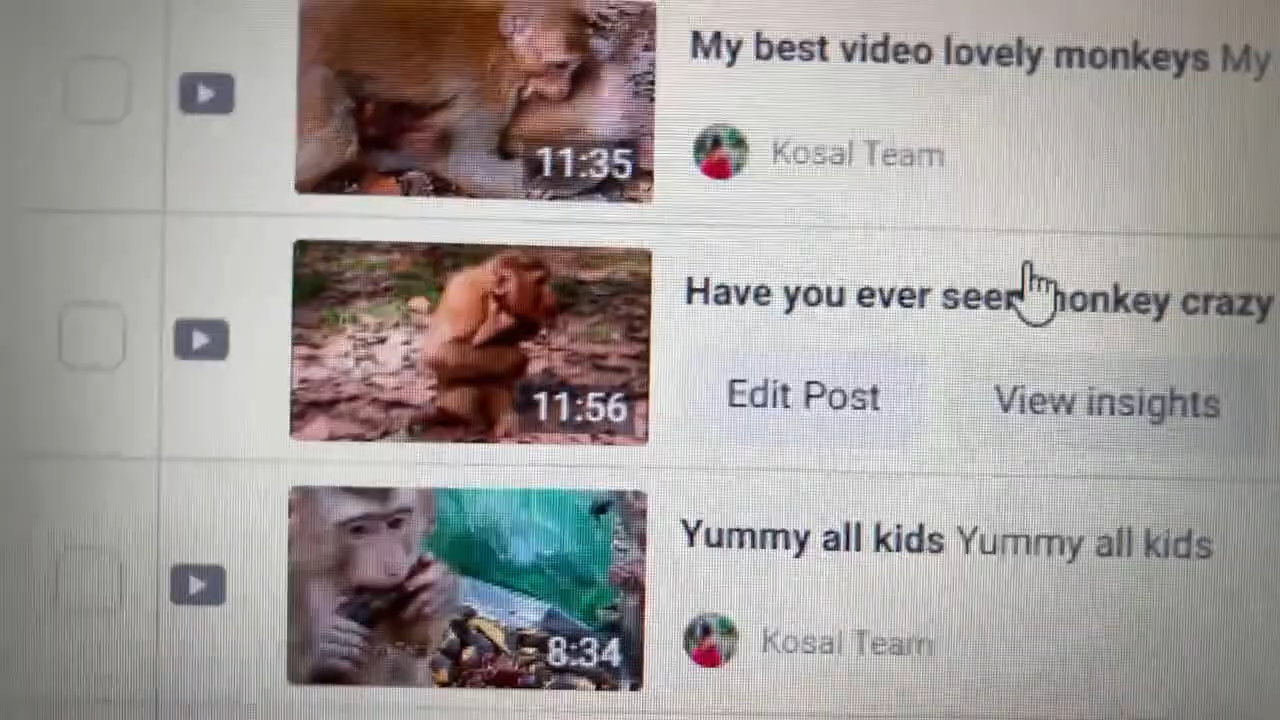 My best video lovely monkeys My
11:35
Kosal Team
Have you ever seen monkey crazy
11:56
Edit Post
View insights
Yummy all kids Yummy all kids
8:34
Kosal Team